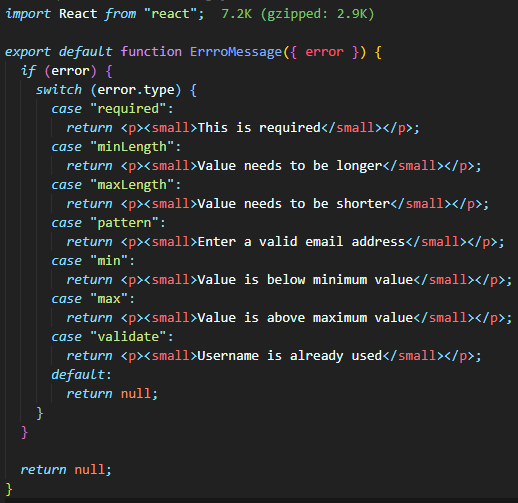 import React from "react";  7.2K (gzipped: 2.9K)

export default function ErrroMessage({ error }) {
  if (error) {
    switch (error.type) {
      case "required":
        return <p><small>This is required</small></p>;
      case "minLength":
        return <p><small>Value needs to be longer</small></p>;
      case "maxLength":
        return <p><small>Value needs to be shorter</small></p>;
      case "pattern":
        return <p><small>Enter a valid email address</small></p>;
      case "min":
        return <p><small>Value is below minimum value</small></p>;
      case "max":
        return <p><small>Value is above maximum value</small></p>;
      case "validate":
        return <p><small>Username is already used</small></p>;
      default:
        return null;
    }
  }

  return null;
}